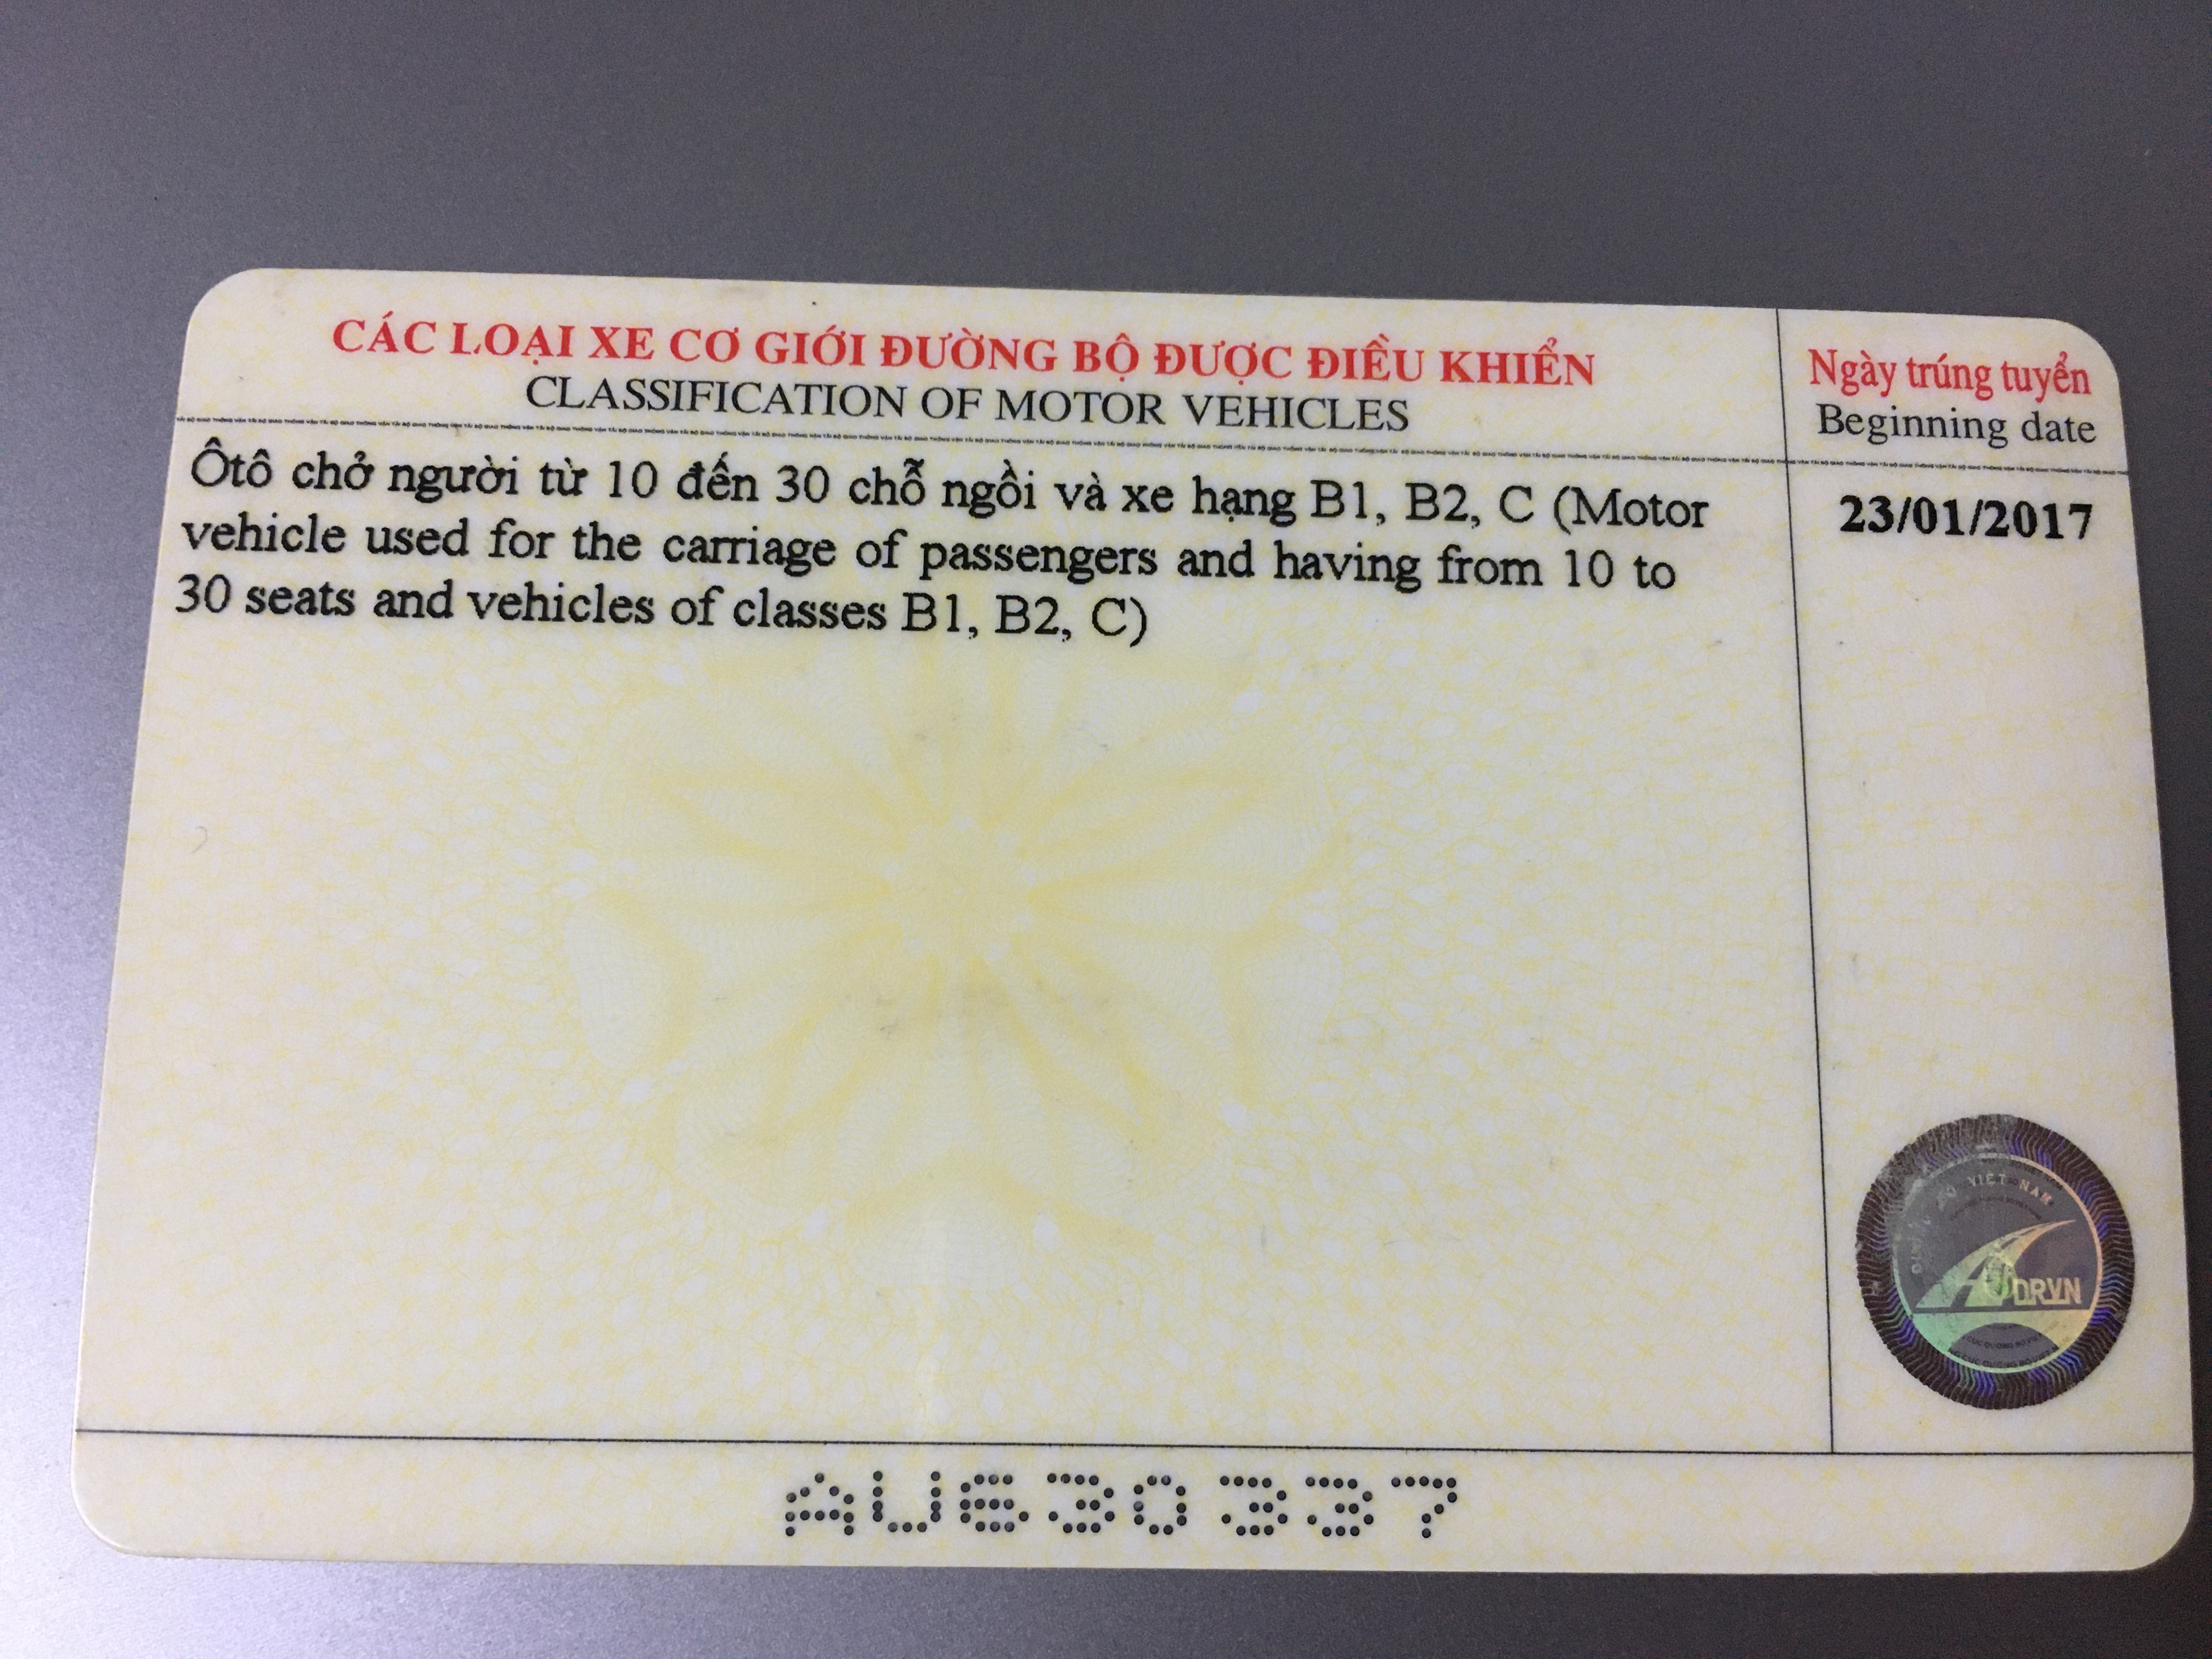 CÁC LOẠI XE CƠ GIỚI ĐƯỜNG BỘ ĐƯỢC ĐIỀU KHIỂN
CLASSIFICATION OF MOTOR VEHICLES
Ngày trúng tuyển
Beginning date
Ôtô chở người từ 10 đến 30 chỗ ngồi và xe hạng B1, B2, C (Motor
vehicle used for the carriage of passengers and having from 10 to
30 seats and vehicles of classes B1, B2, C)
23/01/2017
VIỆT NAM
DRVN